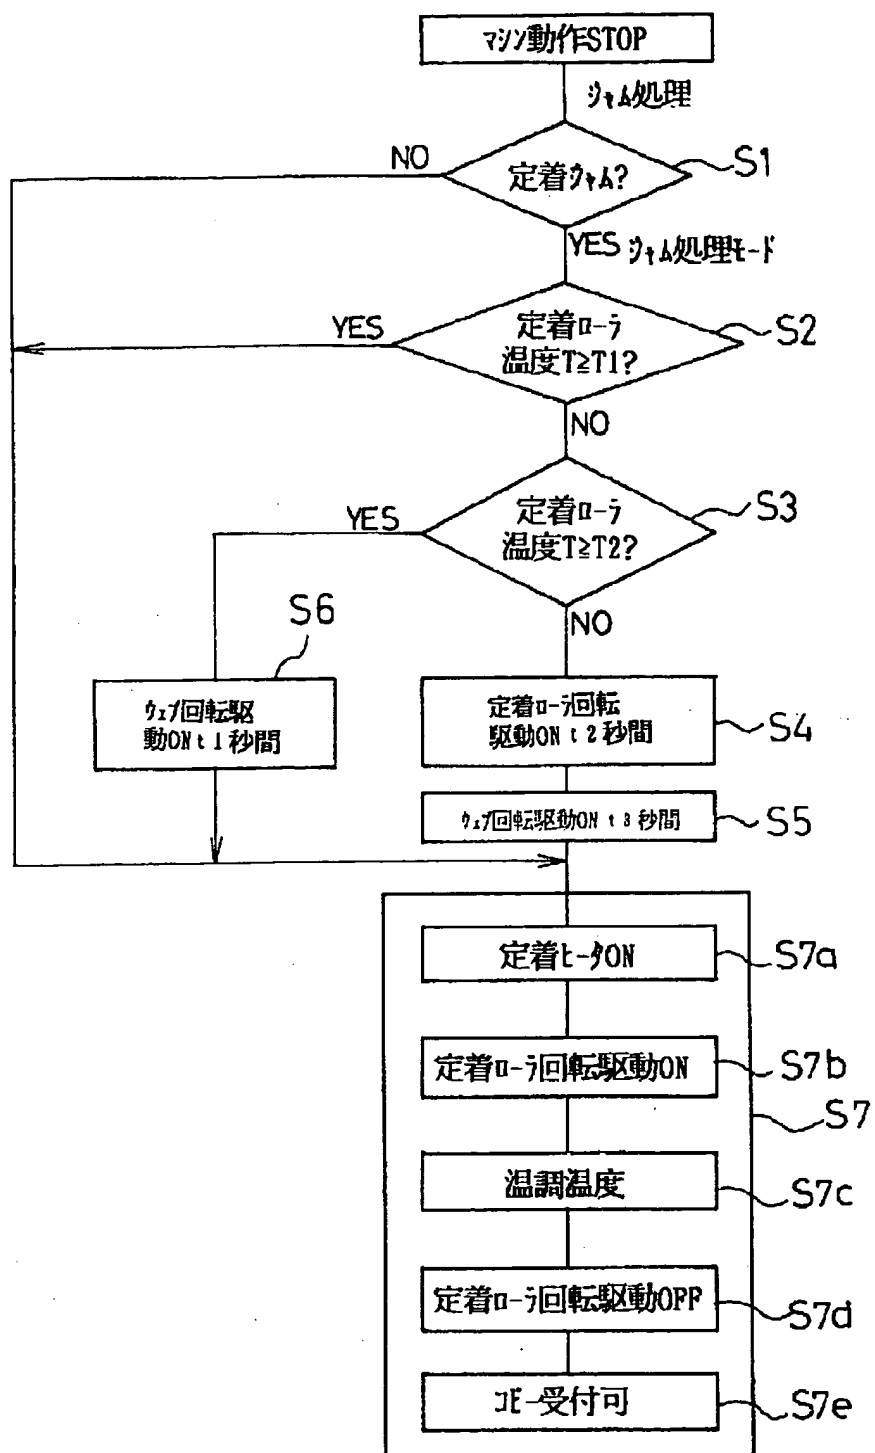 マシン動作STOP
ジャム処理
NO
定着ジャム?
S1
YES
ジャム処理モード
YES
定着ローラ
温度T≧T1?
S2
NO
YES
定着ローラ
温度T≧T2?
S3
NO
S6
ウェブ回転駆
動ONt1秒間
定着ローラ回転
駆動ONt2秒間
S4
ウェブ回転駆動ONt3秒間
S5
定着ヒータON
S7a
定着ローラ回転駆動ON
S7b
S7
温調温度
S7c
定着ローラ回転駆動OFF
S7d
コピー受付可
S7e